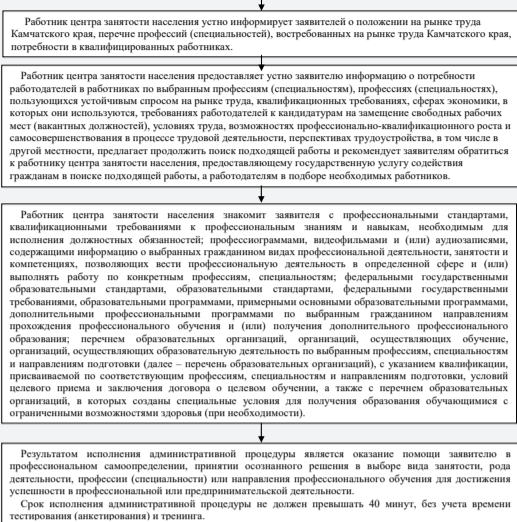 Работник центра занятости населения устно информирует заявителей о положении на рынке труда
Камчатского края, перечне профессий (специальностей), востребованных на рынке труда Камчатского края,
потребности в квалифицированных работниках.
Работник центра занятости населения предоставляет устно заявителю информацию о потребности
работодателей в работниках по выбранным профессиям (специальностям), профессиях (специальностях),
пользующихся устойчивым спросом на рынке труда, квалификационных требованиях, сферах экономики, в
которых они используются, требованиях работодателей к кандидатурам на замещение свободных рабочих
мест (вакантных должностей), условиях труда, возможностях профессионально-квалификационного роста и
самосовершенствования в процессе трудовой деятельности, перспективах трудоустройства, в том числе в
другой местности, предлагает продолжить поиск подходящей работы и рекомендует заявителям обратиться
к работнику центра занятости населения, предоставляющему государственную услугу содействия
гражданам в поиске подходящей работы, а работодателям в подборе необходимых работников.
Работник центра занятости населения знакомит заявителя с профессиональными стандартами,
квалификационными требованиями к профессиональным знаниям и навыкам, необходимым для
исполнения должностных обязанностей; профессиограммами, видеофильмами и (или) аудиозаписями,
содержащими информацию о выбранных гражданином видах профессиональной деятельности, занятости и
компетенциях, позволяющих вести профессиональную деятельность в определенной сфере и (или)
выполнять работу по конкретным профессиям, специальностям; федеральными государственными
образовательными стандартами, образовательными стандартами, федеральными государственными
требованиями, образовательными программами, примерными основными образовательными программами,
дополнительными профессиональными программами по выбранным гражданином направлениям
прохождения профессионального обучения и (или) получения дополнительного профессионального
образования; перечнем образовательных организаций, организаций, осуществляющих обучение,
организаций, осуществляющих образовательную деятельность по выбранным профессиям, специальностям
и направлениям подготовки (далее – перечень образовательных организаций), с указанием квалификации,
присваиваемой по соответствующим профессиям, специальностям и направлениям подготовки, условий
целевого приема и заключения договора о целевом обучении, а также с перечнем образовательных
организаций, в которых созданы специальные условия для получения образования обучающимися с
ограниченными возможностями здоровья (при необходимости).
Результатом исполнения административной процедуры является оказание помощи заявителю в
профессиональном самоопределении, принятии осознанного решения в выборе вида занятости, рода
деятельности, профессии (специальности) или направления профессионального обучения для достижения
успешности в профессиональной или предпринимательской деятельности.
Срок исполнения административной процедуры не должен превышать 40 минут, без учета времени
тестирования (анкетирования) и тренинга.